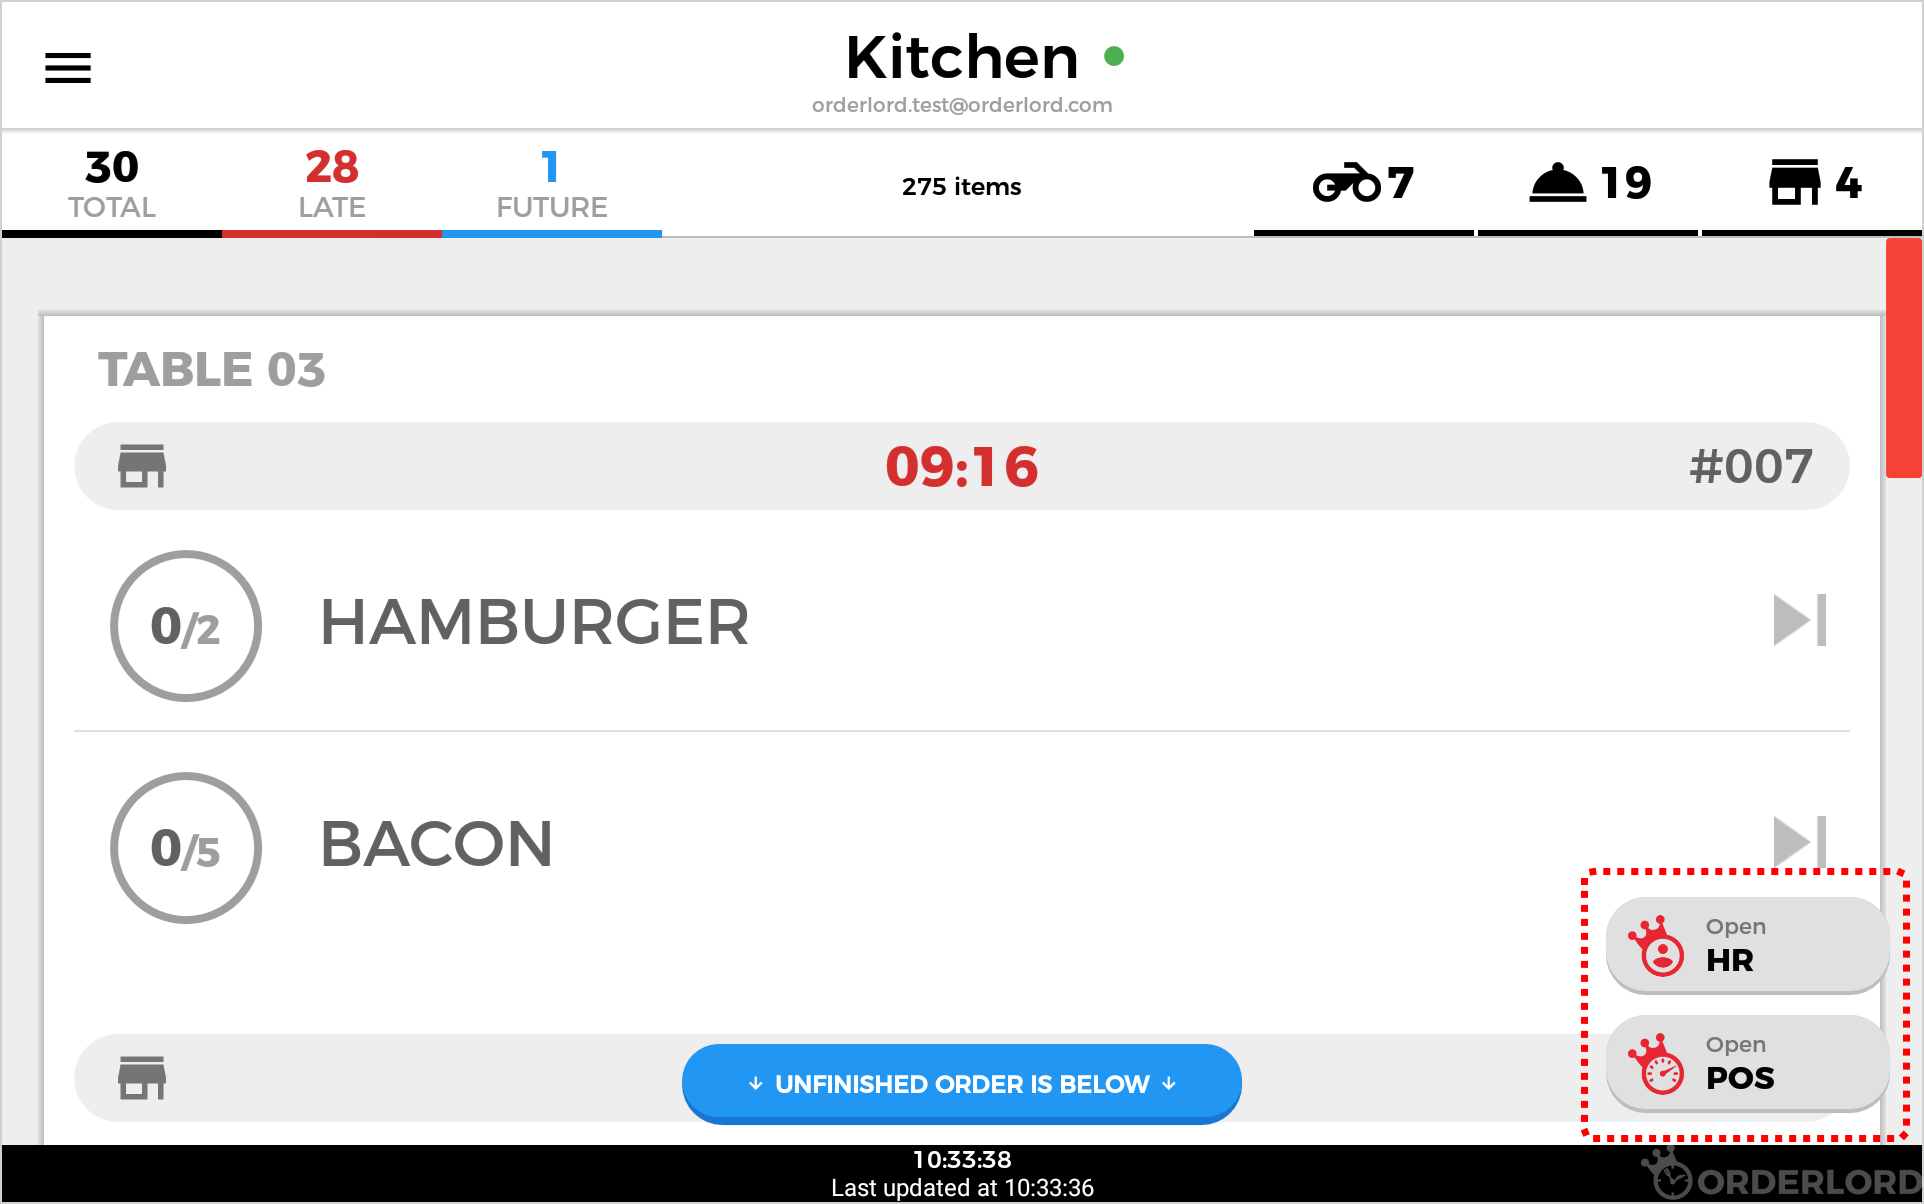 Kitchen
orderlord.test@orderlord.com
30
TOTAL
28
LATE
1
FUTURE
275 items
7
19
4
TABLE 03
09:16
#007
0/2
HAMBURGER
0/5
BACON
Open
HR
Open
POS
↓ UNFINISHED ORDER IS BELOW ↓
10:33:38
Last updated at 10:33:36
ORDERLORD